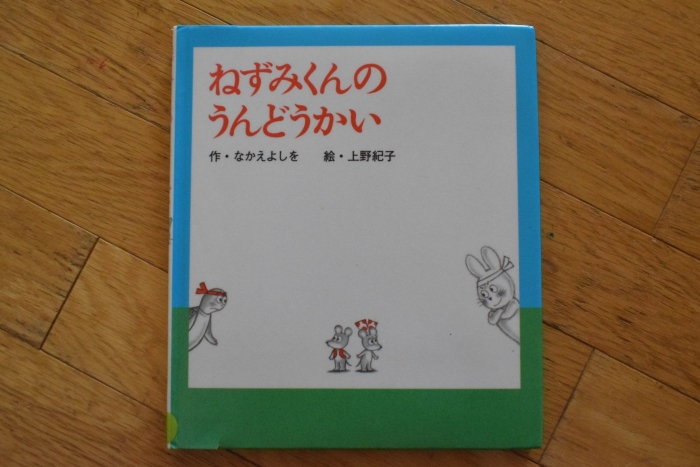 ねずみくんの
うんどうかい
作・なかえよしを　絵・上野紀子